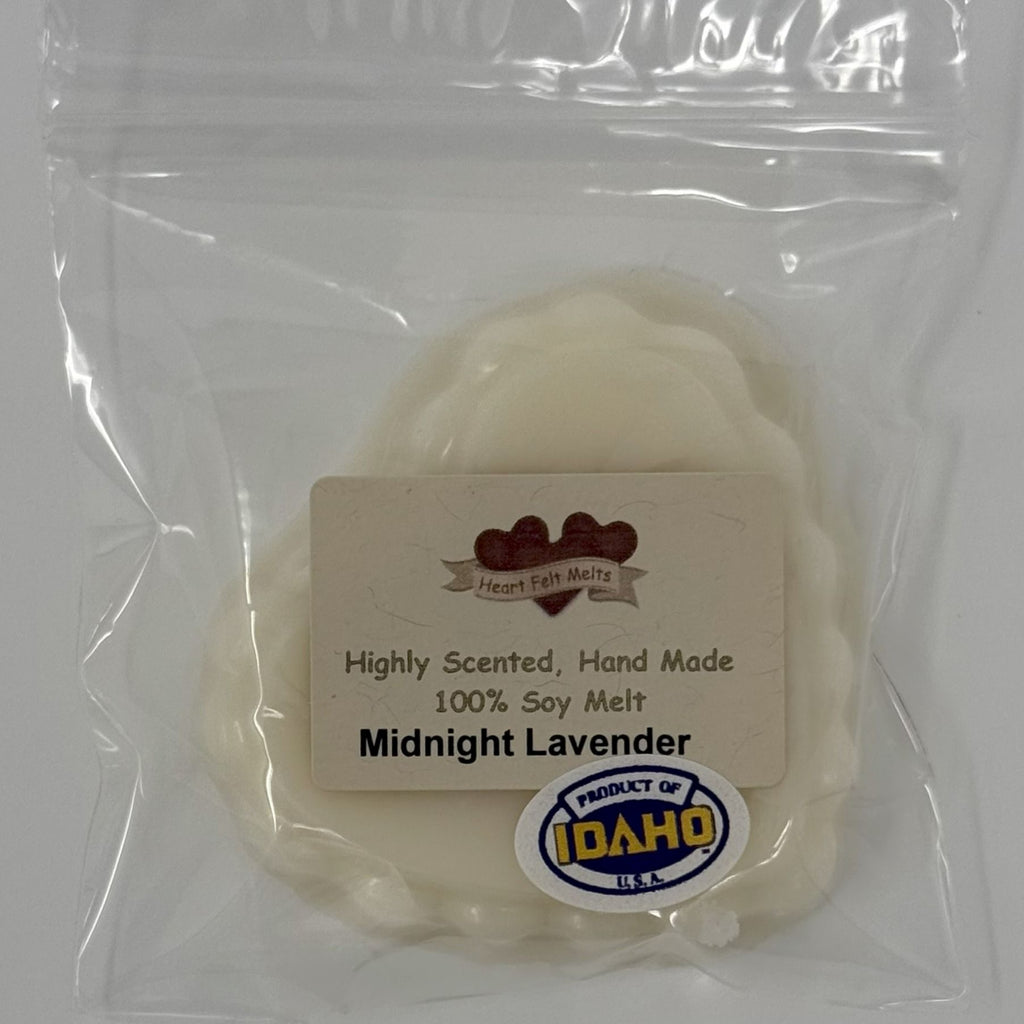 Heart Felt Melts
Highly Scented, Hand Made
100% Soy Melt
Midnight Lavender
PRODUCT OF
IDAHO
U.S.A.